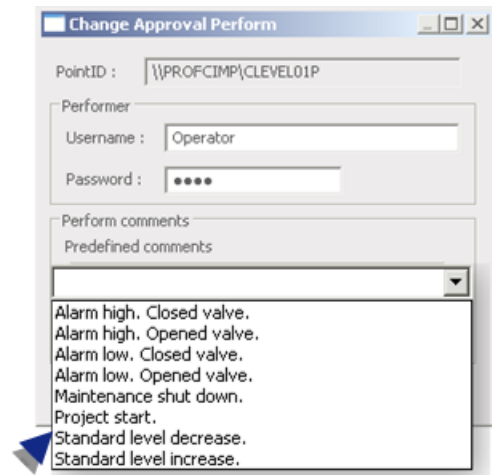 Change Approval Perform
PointID : \\PROFCIMP\CLEVEL01P
Performer
Username : Operator
Password : ●●●●
Perform comments
Predefined comments
Alarm high. Closed valve.
Alarm high. Opened valve.
Alarm low. Closed valve.
Alarm low. Opened valve.
Maintenance shut down.
Project start.
Standard level decrease.
Standard level increase.